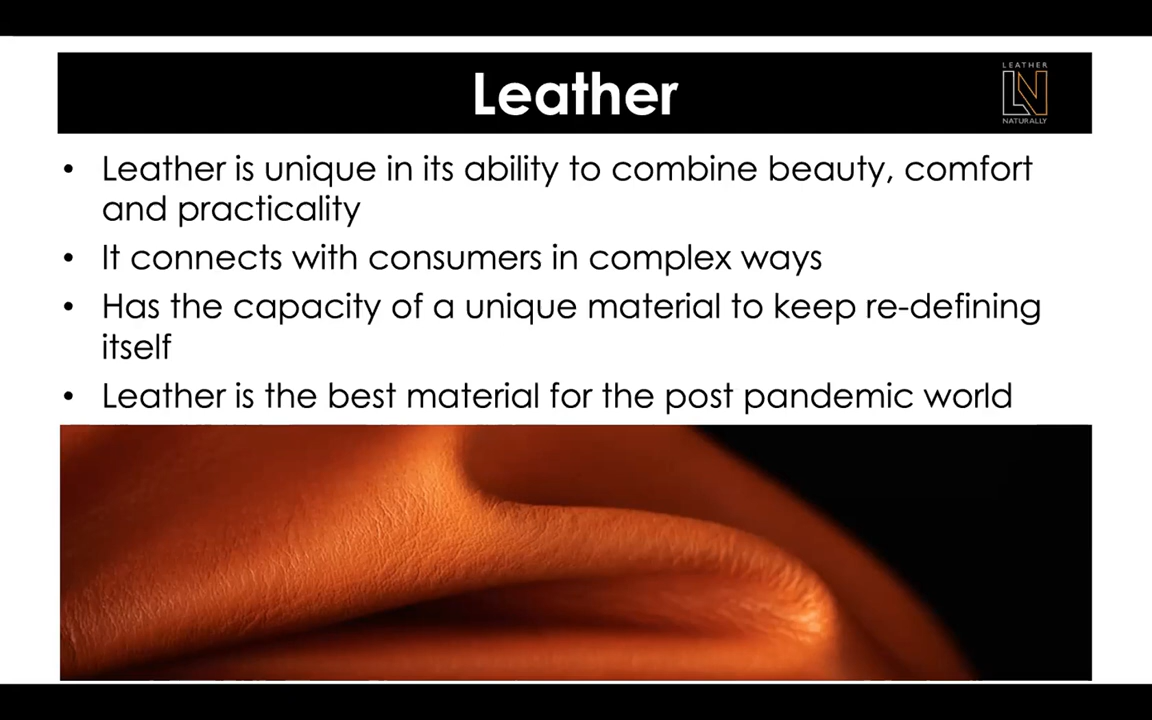 Leather
LEATHER
LN
NATURALLY
• Leather is unique in its ability to combine beauty, comfort
and practicality
• It connects with consumers in complex ways
• Has the capacity of a unique material to keep re-defining
itself
• Leather is the best material for the post pandemic world